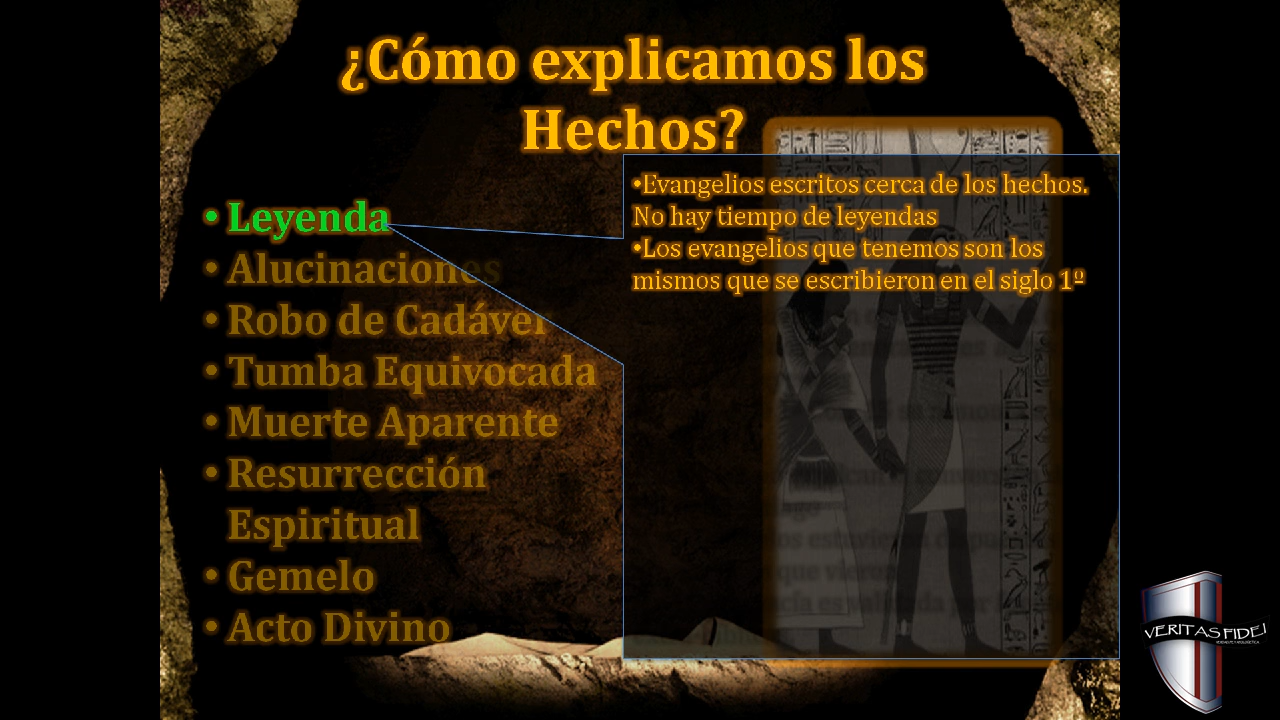 ¿Cómo explicamos los
Hechos?
• Leyenda
• Alucinaciones
• Robo de Cadáver
• Tumba Equivocada
• Muerte Aparente
• Resurrección
Espiritual
• Gemelo
• Acto Divino
•Evangelios escritos cerca de los hechos.
No hay tiempo de leyendas
•Los evangelios que tenemos son los
mismos que se escribieron en el siglo 1º
VERITAS FIDEI